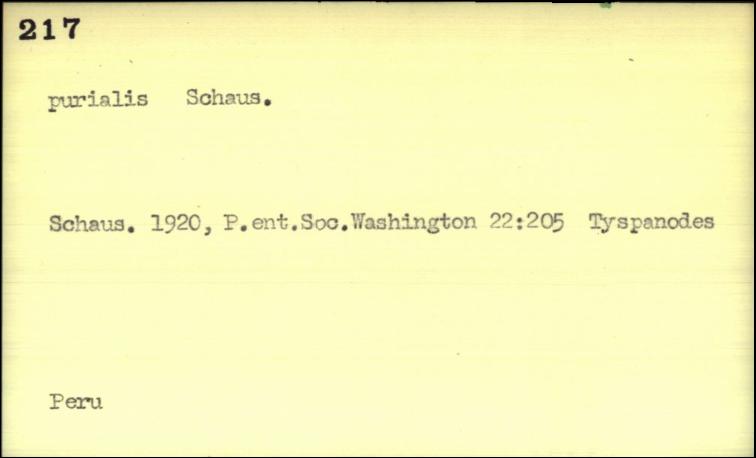 217
purialis Schaus.
Schaus. 1920, P.ent.Soc.Washington 22:205 Tyspanodes
Peru